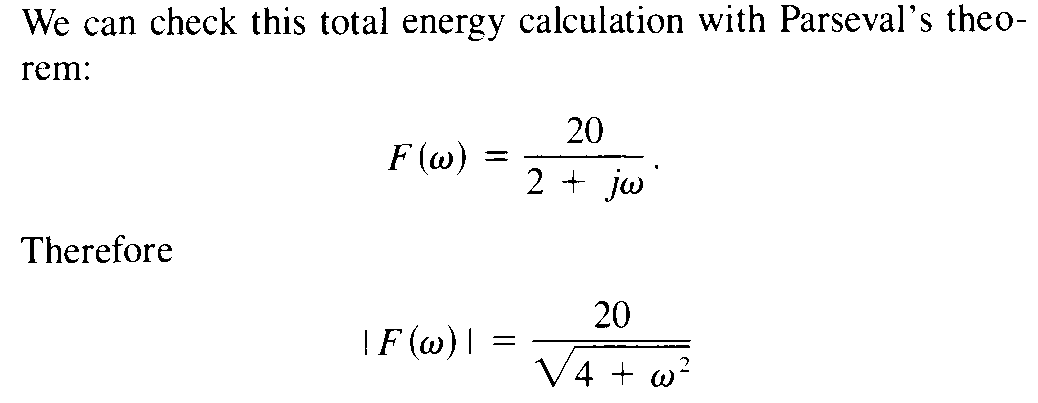 We can check this total energy calculation with Parseval's theo-
rem:
F(ω) = 20 / (2 + jω).
Therefore
|F(ω)| = 20 / √(4 + ω²)